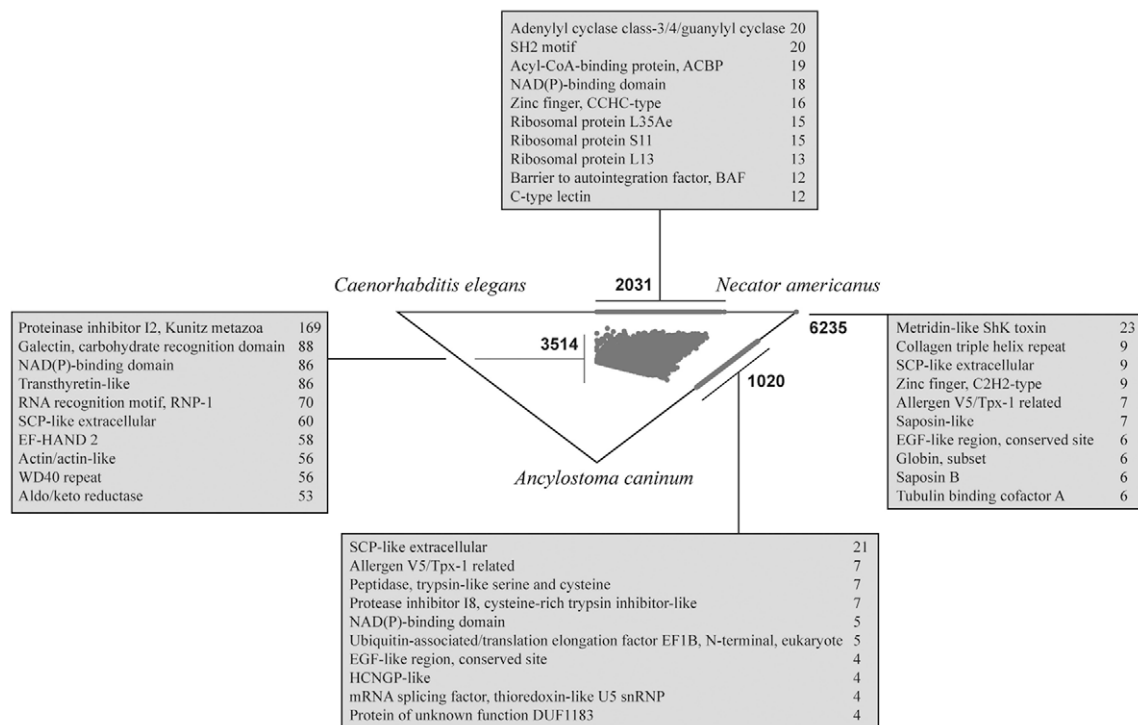 Adenylyl cyclase class-3/4/guanylyl cyclase 20
SH2 motif 20
Acyl-CoA-binding protein, ACBP 19
NAD(P)-binding domain 18
Zinc finger, CCHC-type 16
Ribosomal protein L35Ae 15
Ribosomal protein S11 15
Ribosomal protein L13 13
Barrier to autointegration factor, BAF 12
C-type lectin 12
Caenorhabditis elegans
2031
Necator americanus
Proteinase inhibitor I2, Kunitz metazoa 169
Galectin, carbohydrate recognition domain 88
NAD(P)-binding domain 86
Transthyretin-like 86
RNA recognition motif, RNP-1 70
SCP-like extracellular 60
EF-HAND 2 58
Actin/actin-like 56
WD40 repeat 56
Aldo/keto reductase 53
3514
6235
1020
Ancylostoma caninum
Metridin-like ShK toxin 23
Collagen triple helix repeat 9
SCP-like extracellular 9
Zinc finger, C2H2-type 9
Allergen V5/Tpx-1 related 7
Saposin-like 7
EGF-like region, conserved site 6
Globin, subset 6
Saposin B 6
Tubulin binding cofactor A 6
SCP-like extracellular 21
Allergen V5/Tpx-1 related 7
Peptidase, trypsin-like serine and cysteine 7
Protease inhibitor I8, cysteine-rich trypsin inhibitor-like 7
NAD(P)-binding domain 5
Ubiquitin-associated/translation elongation factor EF1B, N-terminal, eukaryote 5
EGF-like region, conserved site 4
HCNGP-like 4
mRNA splicing factor, thioredoxin-like U5 snRNP 4
Protein of unknown function DUF1183 4